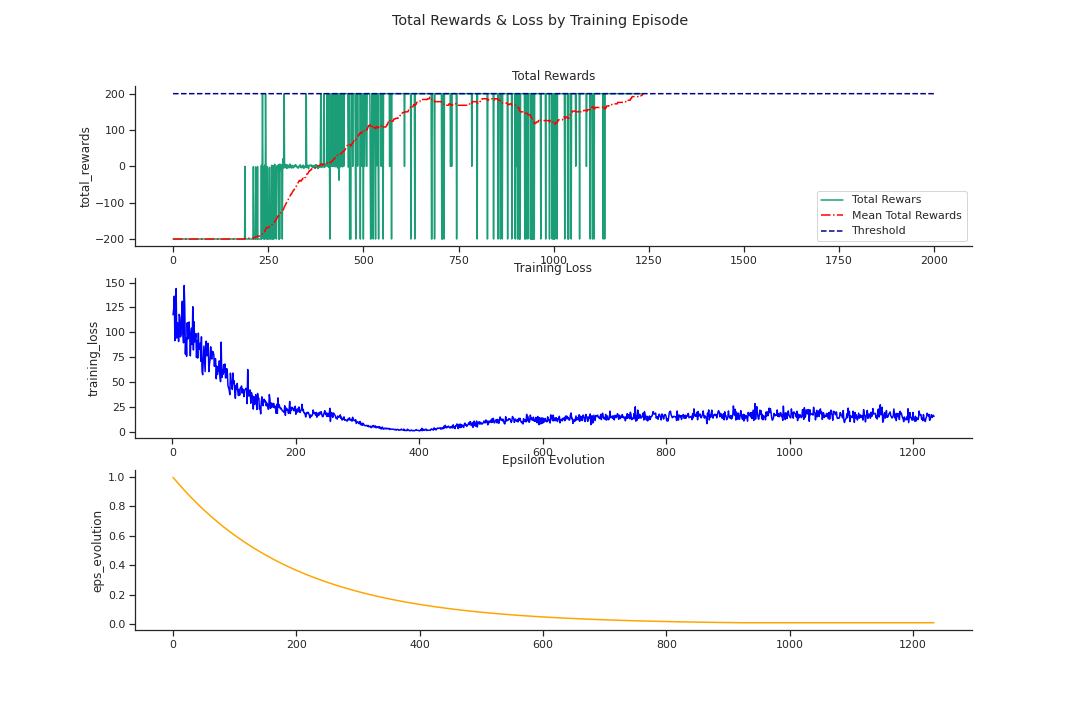 Total Rewards & Loss by Training Episode
Total Rewards
total_rewards
200
100
0
−100
−200
Total Rewars
Mean Total Rewards
Threshold
0 250 500 750 1000 1250 1500 1750 2000
Training Loss
training_loss
150
125
100
75
50
25
0
0 200 400 600 800 1000 1200
Epsilon Evolution
eps_evolution
1.0
0.8
0.6
0.4
0.2
0.0
0 200 400 600 800 1000 1200